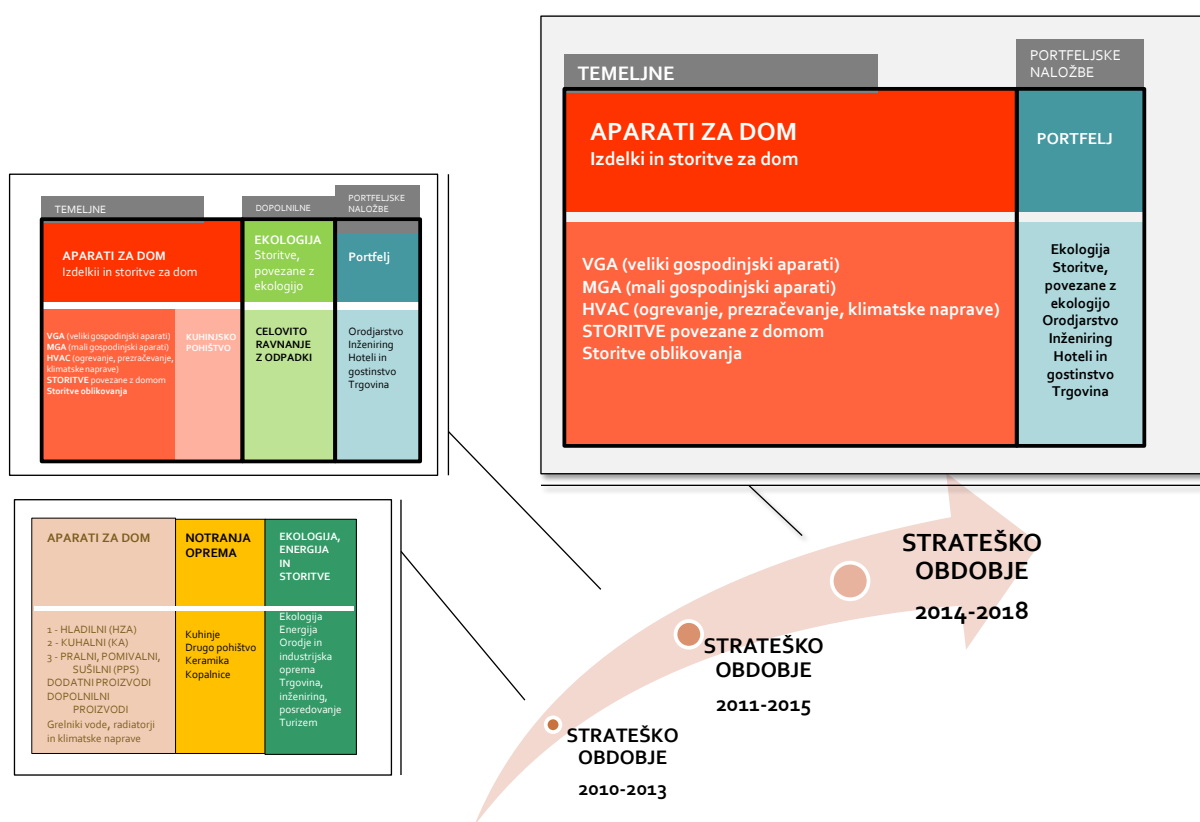 TEMELJNE
PORTFELJSKE
NALOŽBE
APARATI ZA DOM
Izdelki in storitve za dom
PORTFELJ
VGA (veliki gospodinjski aparati)
MGA (mali gospodinjski aparati)
HVAC (ogrevanje, prezračevanje, klimatske naprave)
STORITVE povezane z domom
Storitve oblikovanja
Ekologija
Storitve,
povezane z
ekologijo
Orodjarstvo
Inženiring
Hoteli in
gostinstvo
Trgovina
TEMELJNE
DOPOLNILNE
PORTFELJSKE
NALOŽBE
APARATI ZA DOM
Izdelkii in storitve za dom
EKOLOGIJA
Storitve,
povezane z
ekologijo
Portfelj
VGA (veliki gospodinjski aparati)
MGA (mali gospodinjski aparati)
HVAC (ogrevanje, prezračevanje,
klimatske naprave)
STORITVE povezane z domom
Storitve oblikovanja
KUHINJSKO
POHIŠTVO
CELOVITO
RAVNANJE
Z ODPADKI
Orodjarstvo
Inženiring
Hoteli in
gostinstvo
Trgovina
APARATI ZA DOM
NOTRANJA
OPREMA
EKOLOGIJA,
ENERGIJA
IN
STORITVE
1 - HLADILNI (HZA)
2 - KUHALNI (KA)
3 - PRALNI, POMIVALNI,
SUŠILNI (PPS)
DODATNI PROIZVODI
DOPOLNILNI
PROIZVODI
Grelniki vode, radiatorji
in klimatske naprave
Kuhinje
Drugo pohištvo
Keramika
Kopalnice
Ekologija
Energija
Orodje in
industrijska
oprema
Trgovina,
inženiring,
posredovanje
Turizem
STRATEŠKO
OBDOBJE
2014-2018
STRATEŠKO
OBDOBJE
2011-2015
STRATEŠKO
OBDOBJE
2010-2013